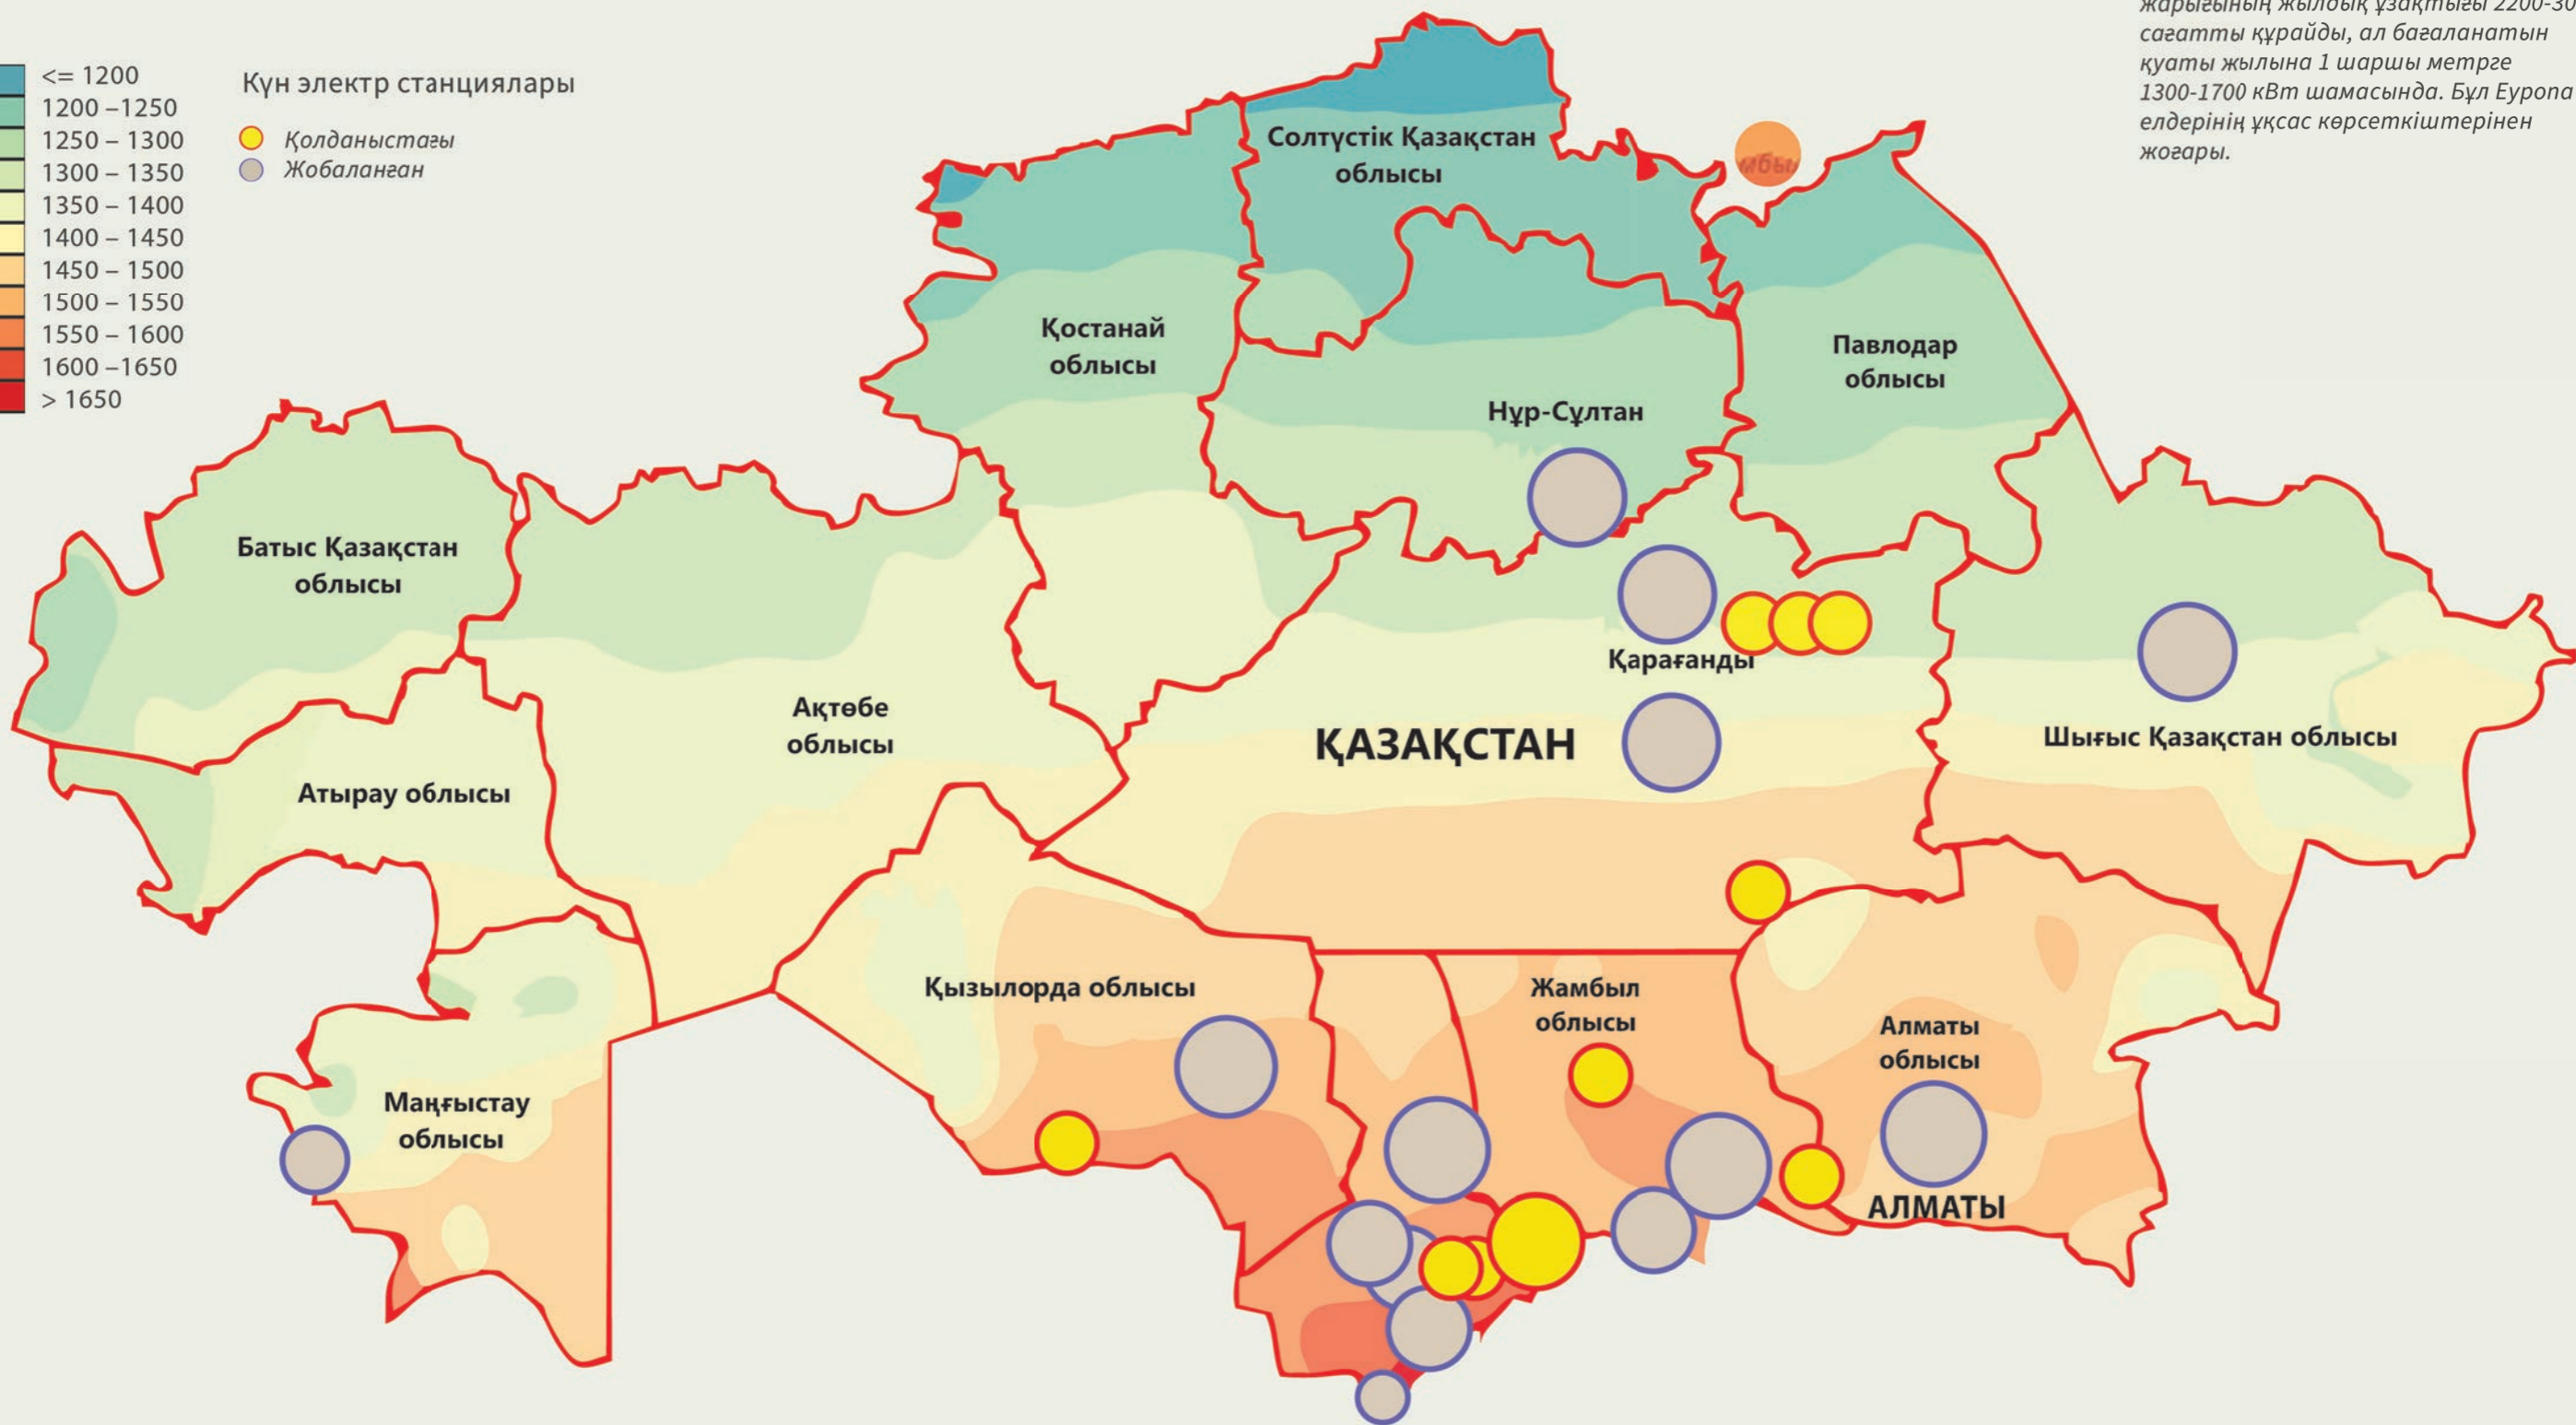 <= 1200
1200 –1250
1250 – 1300
1300 – 1350
1350 – 1400
1400 – 1450
1450 – 1500
1500 – 1550
1550 – 1600
1600 –1650
> 1650
Күн электр станциялары
Қолданыстағы
Жобаланған
жарығының жылдық ұзақтығы 2200-30
сағатты құрайды, ал бағаланатын
қуаты жылына 1 шаршы метрге
1300-1700 кВт шамасында. Бұл Еуропа
елдерінің ұқсас көрсеткіштерінен
жоғары.
Солтүстік Қазақстан
облысы
Қостанай
облысы
Павлодар
облысы
Нұр-Сұлтан
Батыс Қазақстан
облысы
Қарағанды
Ақтөбе
облысы
ҚАЗАҚСТАН
Шығыс Қазақстан облысы
Атырау облысы
Қызылорда облысы
Жамбыл
облысы
Алматы
облысы
Маңғыстау
облысы
АЛМАТЫ